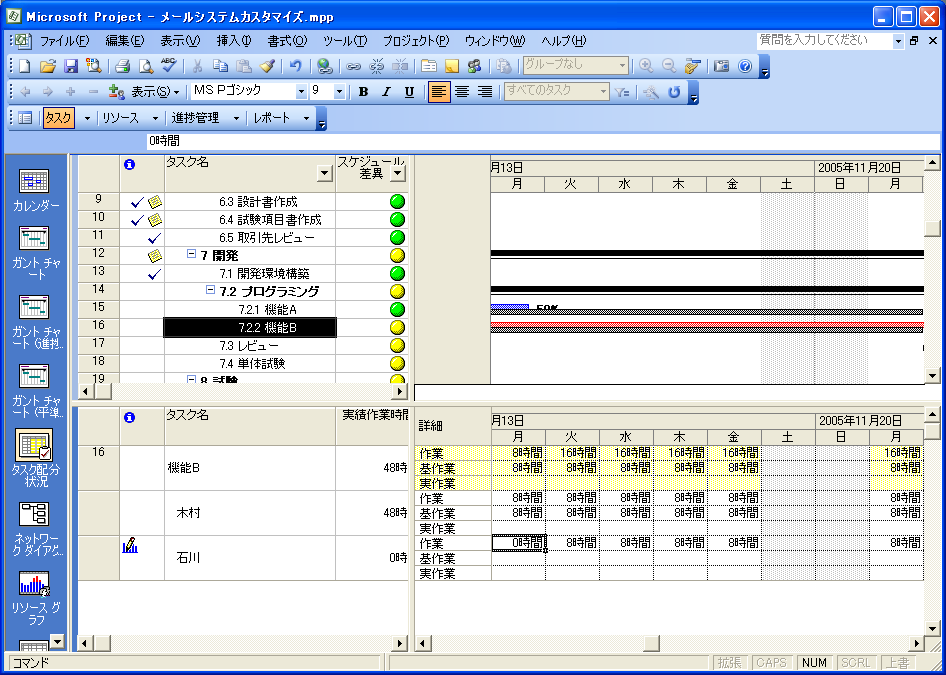 Microsoft Project - メールシステムカスタマイズ.mpp
ファイル(F) 編集(E) 表示(V) 挿入(I) 書式(O) ツール(T) プロジェクト(P) ウィンドウ(W) ヘルプ(H) 質問を入力してください
グループなし
表示(S) MS Pゴシック 9 B I U すべてのタスク
タスク リソース 進捗管理 レポート
0時間
カレンダー
ガント チャート
ガント チャート (進捗..
ガント チャート (平準..
タスク配分状況
ネットワーク ダイアグ..
リソース グラフ
タスク名 スケジュール差異 月13日 2005年11月20日
月 火 水 木 金 土 日 月
9 6.3 設計書作成
10 6.4 試験項目書作成
11 6.5 取引先レビュー
12 7 開発
13 7.1 開発環境構築
14 7.2 プログラミング
15 7.2.1 機能A 50%
16 7.2.2 機能B
17 7.3 レビュー
18 7.4 単体試験
19 8 試験
タスク名 実績作業時間 詳細 月13日 2005年11月20日
月 火 水 木 金 土 日 月
16 機能B 48時 作業 8時間 16時間 16時間 16時間 16時間 16時間
基作業 8時間 8時間 8時間 8時間 8時間 8時間
実作業
木村 48時 作業 8時間 8時間 8時間 8時間 8時間 8時間
基作業 8時間 8時間 8時間 8時間 8時間 8時間
実作業
石川 0時 作業 0時間 8時間 8時間 8時間 8時間 8時間
基作業
実作業
コマンド 拡張 CAPS NUM SCRL 上書